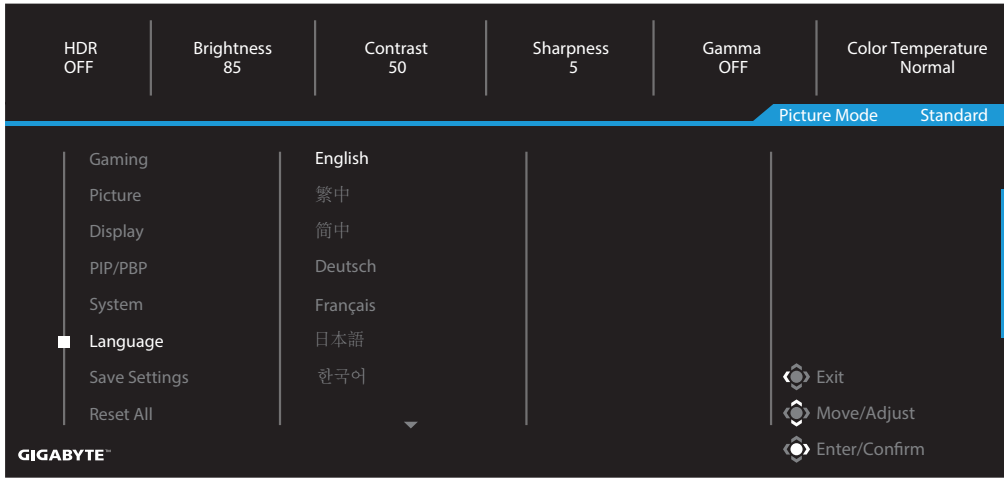 HDR Brightness Contrast Sharpness Gamma Color Temperature
OFF 85 50 5 OFF Normal
Picture Mode Standard
Gaming English
Picture 繁中
Display 简中
PIP/PBP Deutsch
System Français
Language 日本語
Save Settings 한국어
Exit
Reset All Move/Adjust
GIGABYTE™ Enter/Confirm